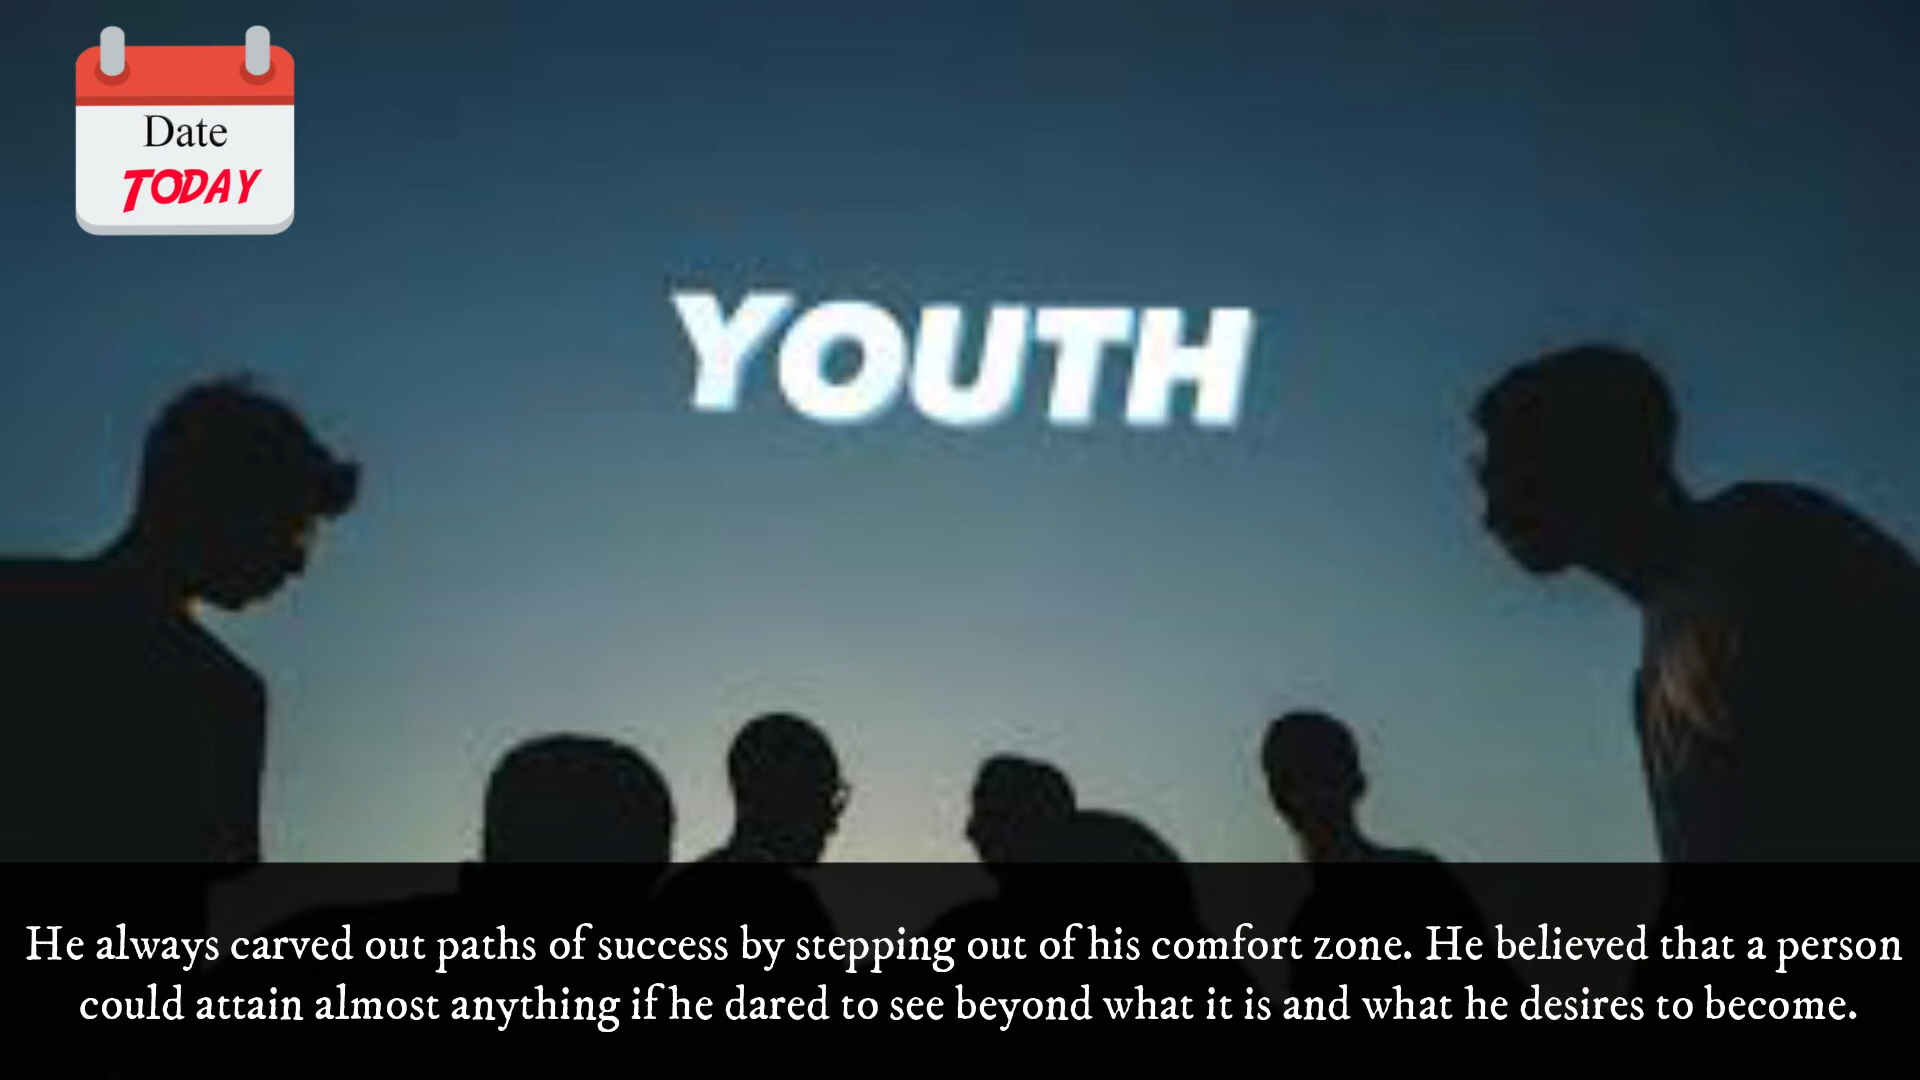 Date
TODAY
YOUTH
He always carved out paths of success by stepping out of his comfort zone. He believed that a person
could attain almost anything if he dared to see beyond what it is and what he desires to become.